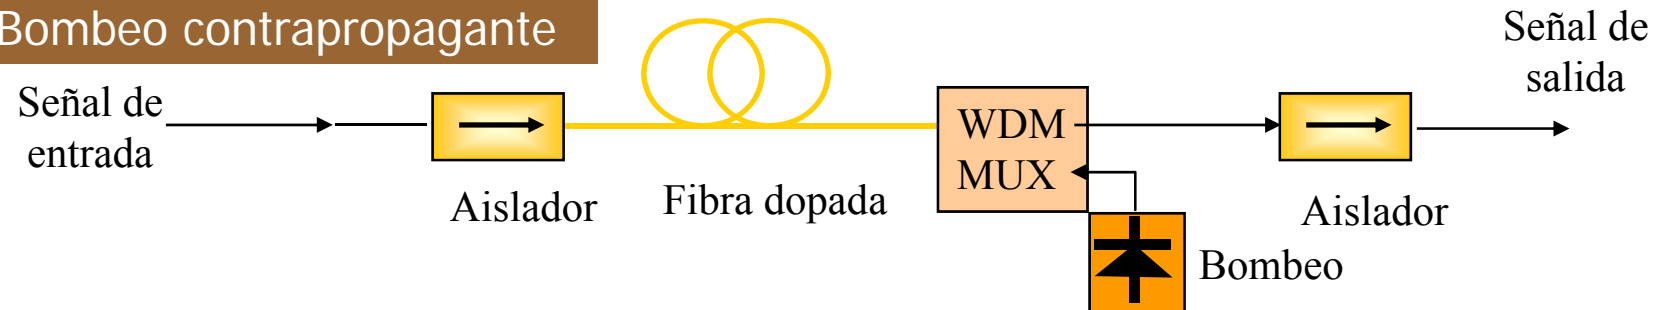 Bombeo contrapropagante
Señal de
entrada
Aislador
Fibra dopada
WDM
MUX
Bombeo
Aislador
Señal de
salida